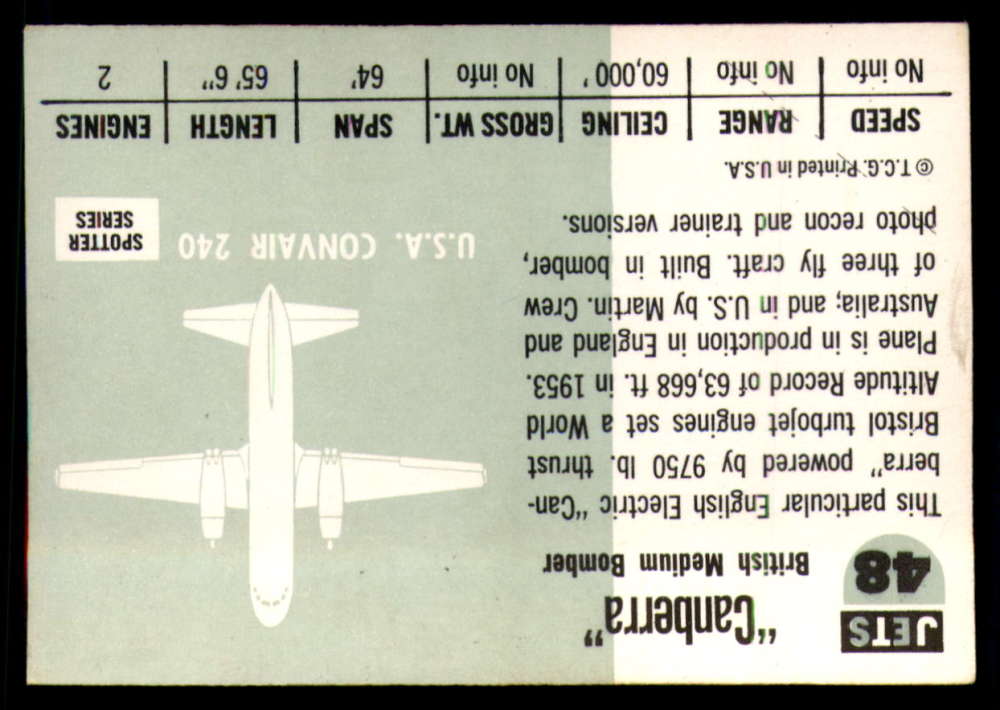 JETS
48
"Canberra"
British Medium Bomber
This particular English Electric "Can-
berra" powered by 9750 lb. thrust
Bristol turbojet engines set a World
Altitude Record of 63,668 ft. in 1953.
Plane is in production in England and
Australia; and in U.S. by Martin. Crew
of three fly craft. Built in bomber,
photo recon and trainer versions.
© T.C.G. Printed in U.S.A.
U.S.A. CONVAIR 240
SPOTTER
SERIES
SPEED RANGE CEILING GROSS WT. SPAN LENGTH ENGINES
No info No info 60,000' No info 64' 65'6" 2